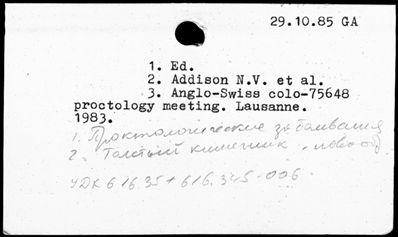 29.10.85 GA
1. Ed.
2. Addison N.V. et al.
3. Anglo-Swiss colo-75648
proctology meeting. Lausanne.
1983.
1. Проктологические заболевания
2. Толстый кишечник
УДК 616.35+616.345-006